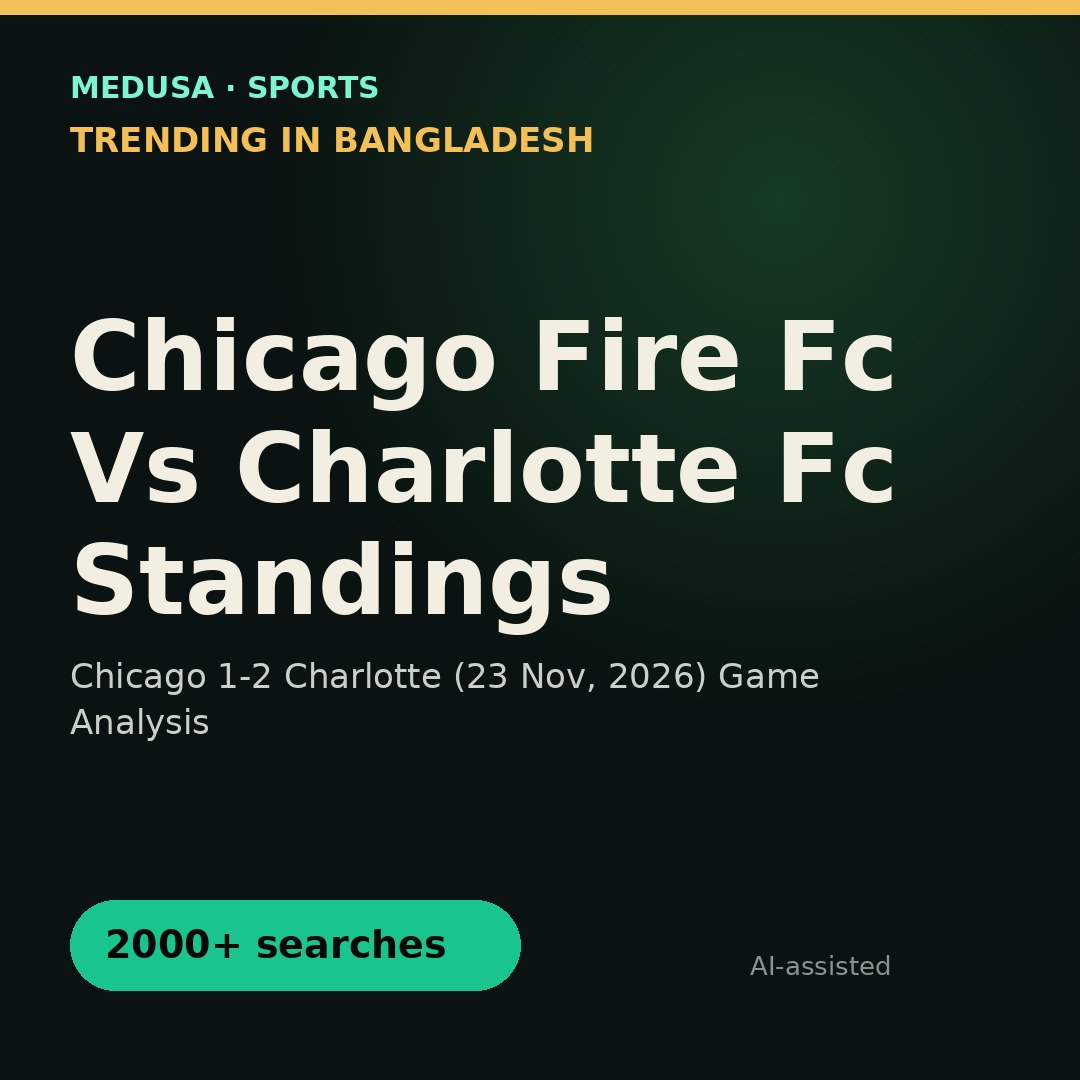 MEDUSA · SPORTS
TRENDING IN BANGLADESH
Chicago Fire Fc
Vs Charlotte Fc
Standings
Chicago 1-2 Charlotte (23 Nov, 2026) Game
Analysis
2000+ searches
AI-assisted